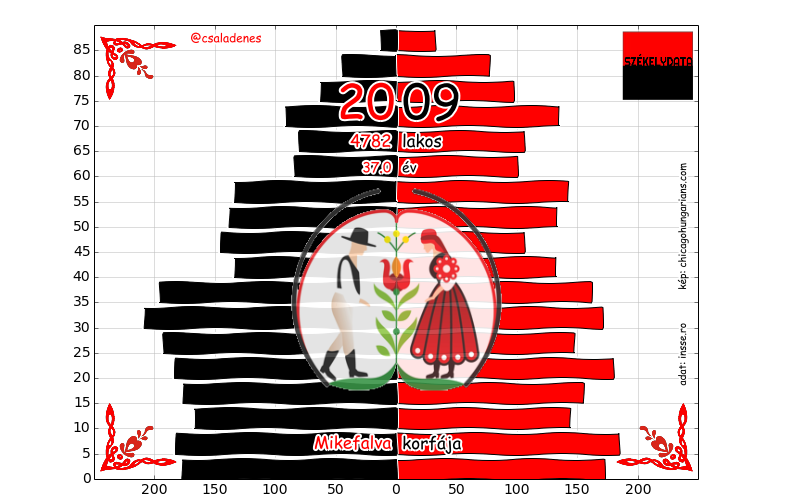 @csaladenes
SZÉKELYDATA
2009
4782 lakos
37.0 év
kép: chicagohungarians.com
adat: insse.ro
Mikefalva korfája
85
80
75
70
65
60
55
50
45
40
35
30
25
20
15
10
5
0
200 150 100 50 0 50 100 150 200